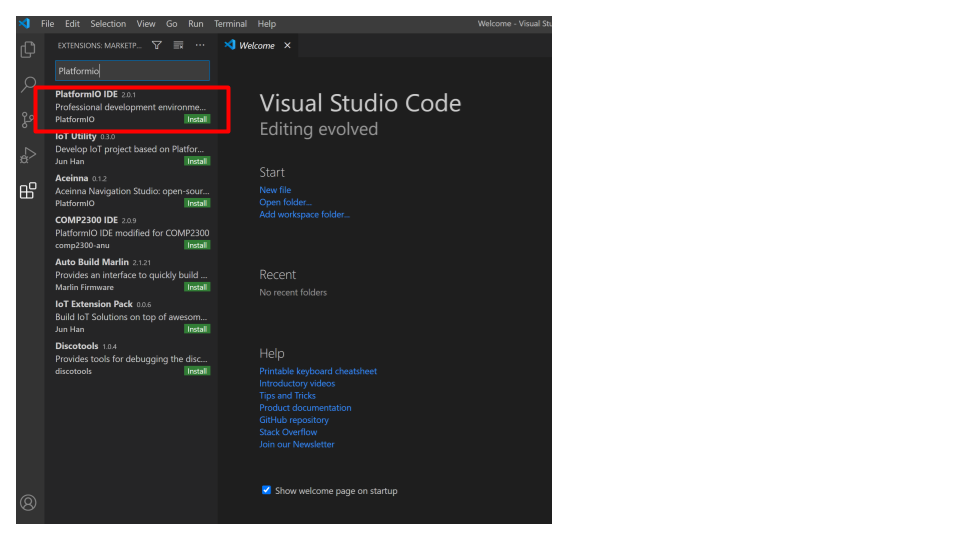 File Edit Selection View Go Run Terminal Help
Welcome - Visual Stu
EXTENSIONS: MARKETP... ...
Welcome
Platformio
PlatformIO IDE 2.0.1
Professional development environme...
PlatformIO Install
IoT Utility 0.3.0
Develop IoT project based on Platfor...
Jun Han Install
Aceinna 0.1.2
Aceinna Navigation Studio: open-sour...
PlatformIO Install
COMP2300 IDE 2.0.9
PlatformIO IDE modified for COMP2300
comp2300-anu Install
Auto Build Marlin 2.1.21
Provides an interface to quickly build ...
Marlin Firmware Install
IoT Extension Pack 0.0.6
Build IoT Solutions on top of awesom...
Jun Han Install
Discotools 1.0.4
Provides tools for debugging the disc...
discotools Install
Visual Studio Code
Editing evolved
Start
New file
Open folder...
Add workspace folder...
Recent
No recent folders
Help
Printable keyboard cheatsheet
Introductory videos
Tips and Tricks
Product documentation
GitHub repository
Stack Overflow
Join our Newsletter
Show welcome page on startup